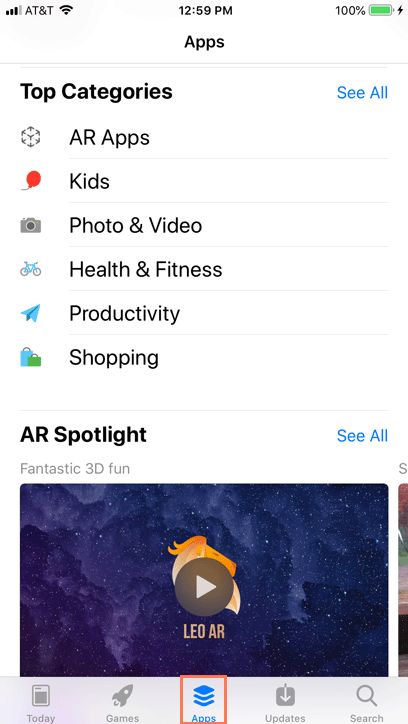 AT&T 12:59 PM 100%
Apps
Top Categories See All
AR Apps
Kids
Photo & Video
Health & Fitness
Productivity
Shopping
AR Spotlight See All
Fantastic 3D fun S
LEO AR
Today Games Apps Updates Search